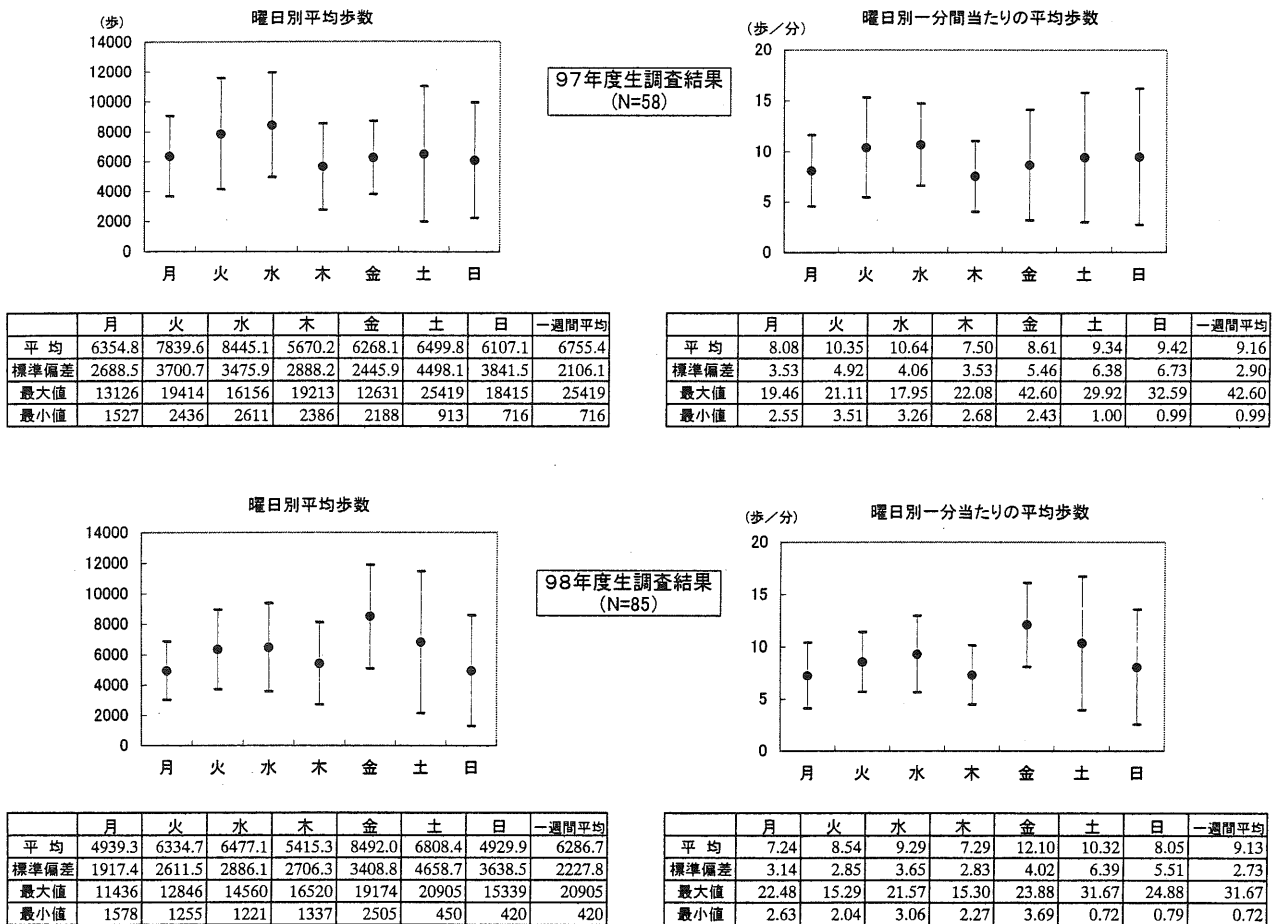 曜日別平均歩数
(歩)
14000
12000
10000
8000
6000
4000
2000
0
月 火 水 木 金 土 日
97年度生調査結果
(N=58)
曜日別一分間当たりの平均歩数
(歩/分)
20
15
10
5
0
月 火 水 木 金 土 日
月 火 水 木 金 土 日 一週間平均
平 均 6354.8 7839.6 8445.1 5670.2 6268.1 6499.8 6107.1 6755.4
標準偏差 2688.5 3700.7 3475.9 2888.2 2445.9 4498.1 3841.5 2106.1
最大値 13126 19414 16156 19213 12631 25419 18415 25419
最小値 1527 2436 2611 2386 2188 913 716 716
月 火 水 木 金 土 日 一週間平均
平 均 8.08 10.35 10.64 7.50 8.61 9.34 9.42 9.16
標準偏差 3.53 4.92 4.06 3.53 5.46 6.38 6.73 2.90
最大値 19.46 21.11 17.95 22.08 42.60 29.92 32.59 42.60
最小値 2.55 3.51 3.26 2.68 2.43 1.00 0.99 0.99
曜日別平均歩数
14000
12000
10000
8000
6000
4000
2000
0
月 火 水 木 金 土 日
98年度生調査結果
(N=85)
曜日別一分当たりの平均歩数
(歩/分)
20
15
10
5
0
月 火 水 木 金 土 日
月 火 水 木 金 土 日 一週間平均
平 均 4939.3 6334.7 6477.1 5415.3 8492.0 6808.4 4929.9 6286.7
標準偏差 1917.4 2611.5 2886.1 2706.3 3408.8 4658.7 3638.5 2227.8
最大値 11436 12846 14560 16520 19174 20905 15339 20905
最小値 1578 1255 1221 1337 2505 450 420 420
月 火 水 木 金 土 日 一週間平均
平 均 7.24 8.54 9.29 7.29 12.10 10.32 8.05 9.13
標準偏差 3.14 2.85 3.65 2.83 4.02 6.39 5.51 2.73
最大値 22.48 15.29 21.57 15.30 23.88 31.67 24.88 31.67
最小値 2.63 2.04 3.06 2.27 3.69 0.72 0.79 0.72